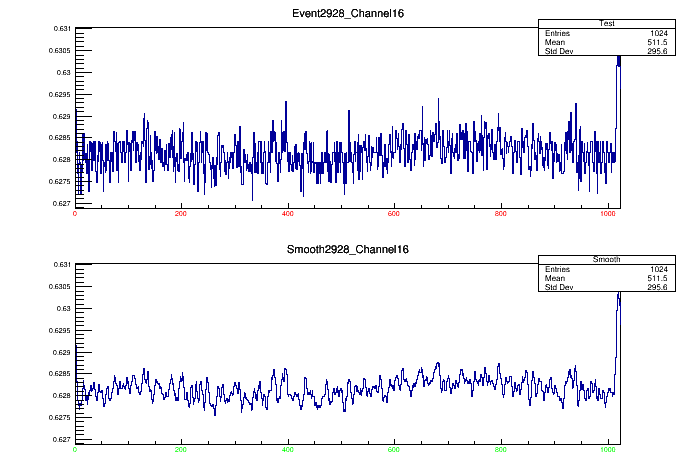 Event2928_Channel16
Test
Entries 1024
Mean 511.5
Std Dev 295.6
0.631
0.6305
0.63
0.6295
0.629
0.6285
0.628
0.6275
0.627
0 200 400 600 800 1000
Smooth2928_Channel16
Smooth
Entries 1024
Mean 511.5
Std Dev 295.6
0.631
0.6305
0.63
0.6295
0.629
0.6285
0.628
0.6275
0.627
0 200 400 600 800 1000